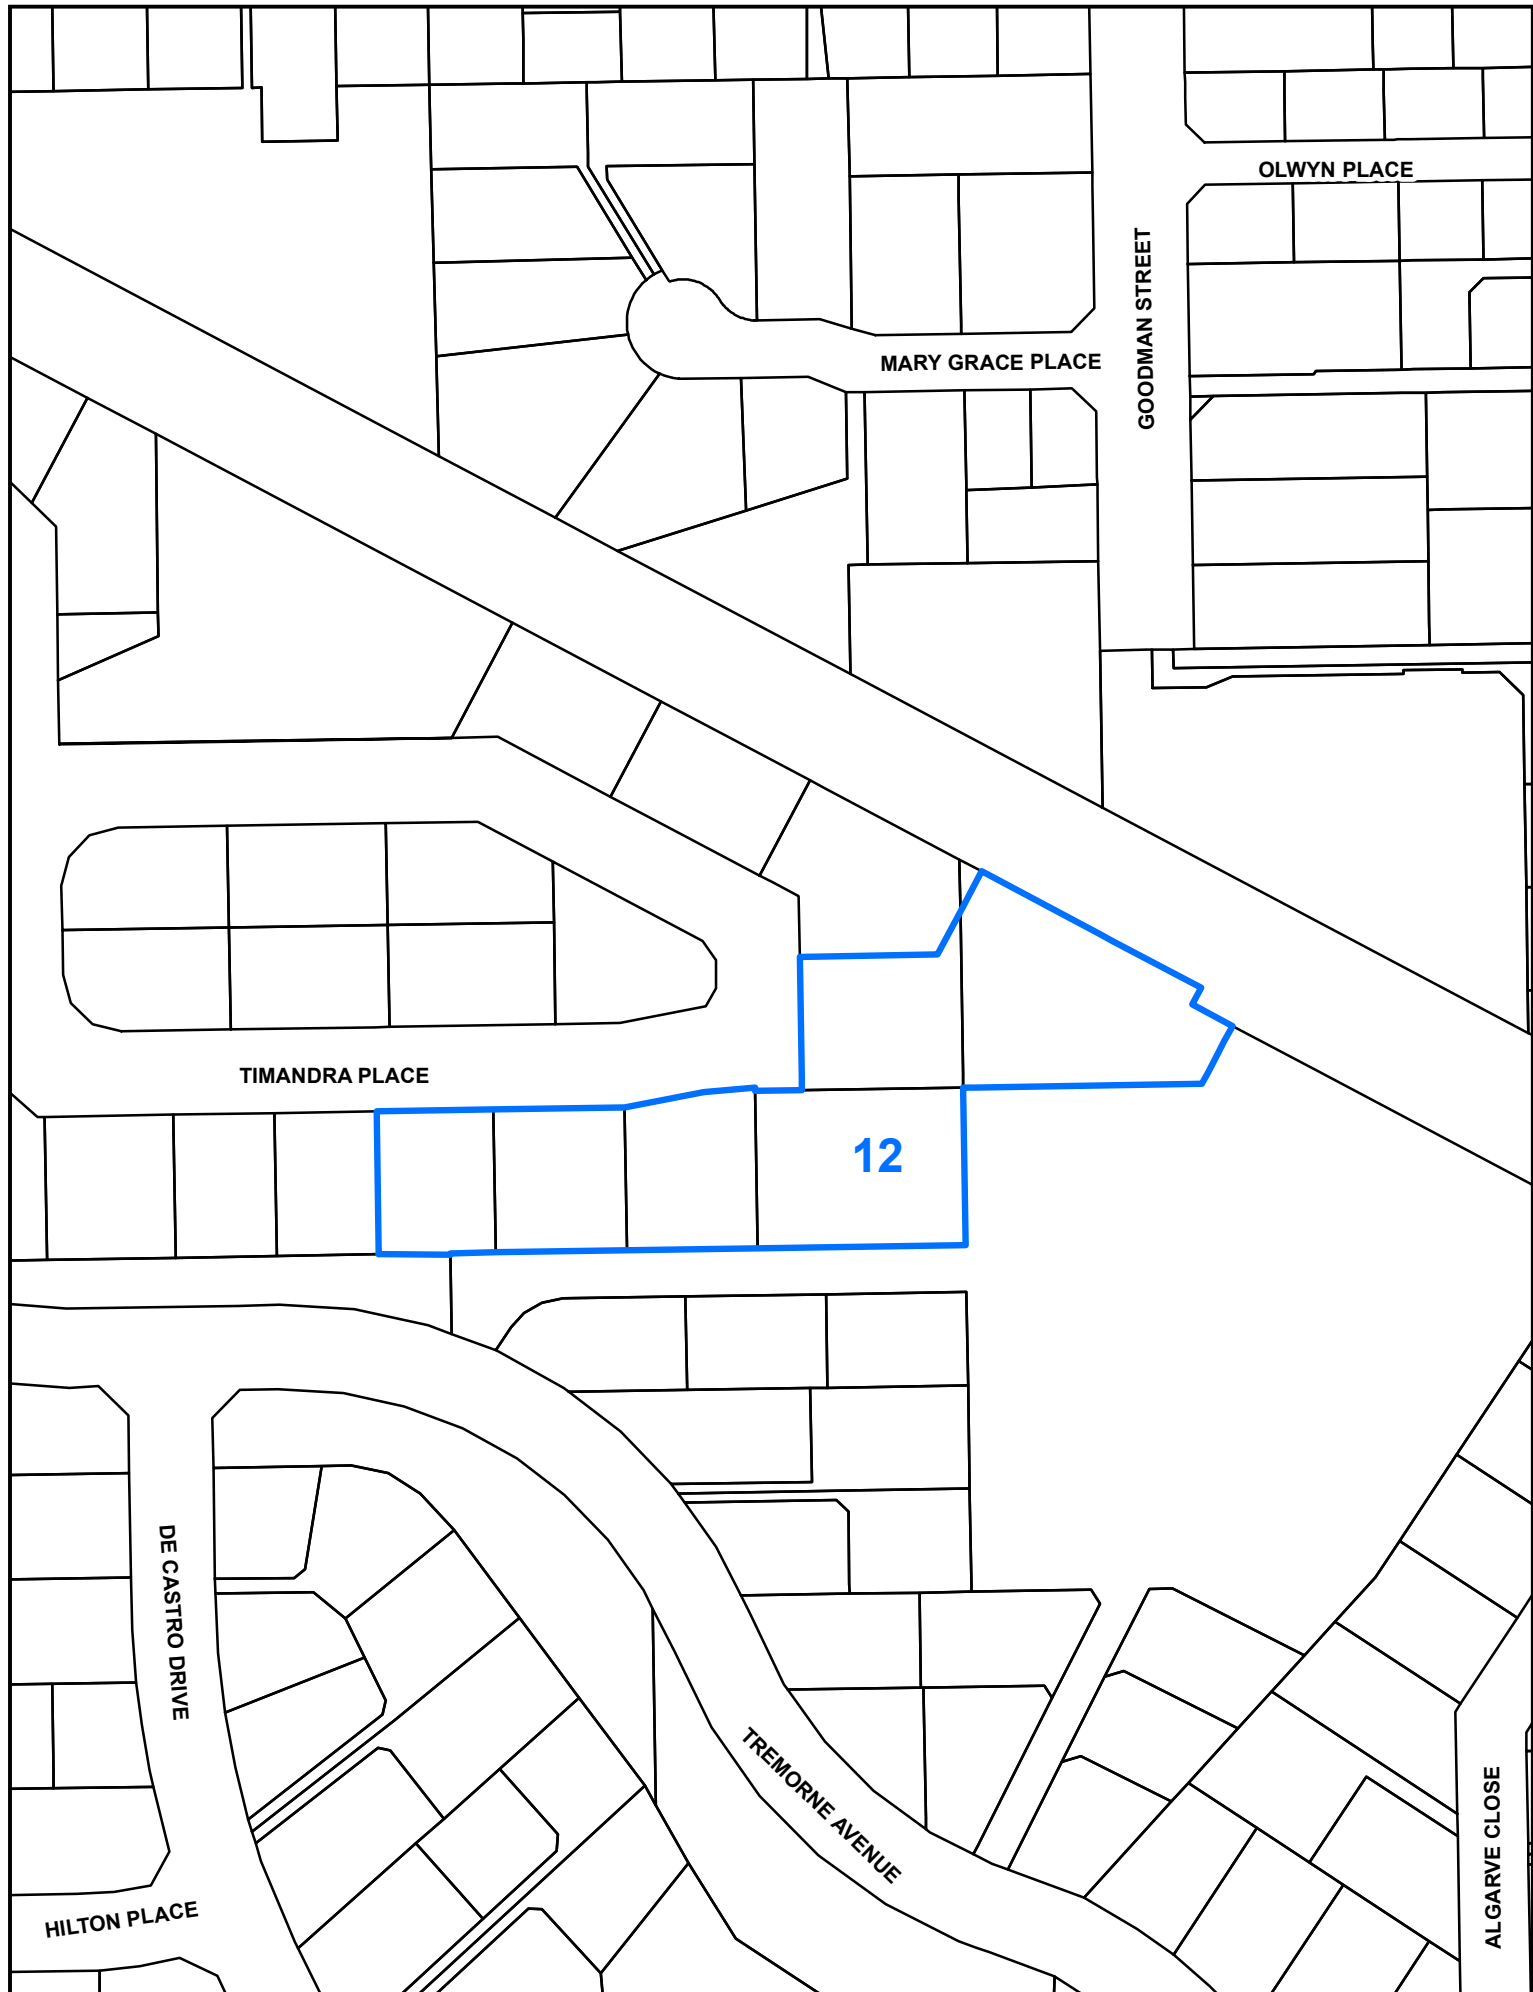 OLWYN PLACE
GOODMAN STREET
MARY GRACE PLACE
TIMANDRA PLACE
12
DE CASTRO DRIVE
TREMORNE AVENUE
ALGARVE CLOSE
HILTON PLACE